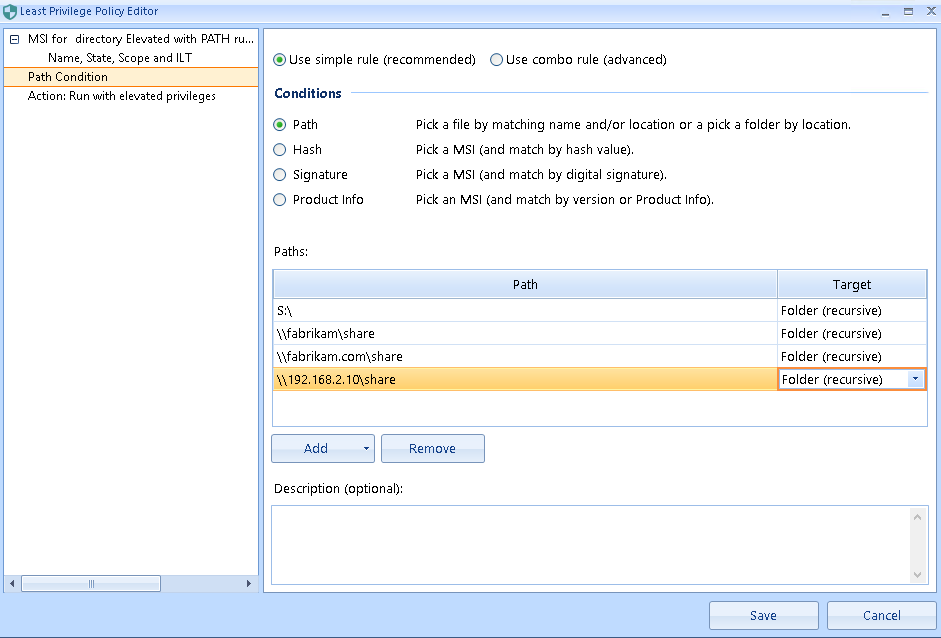 Least Privilege Policy Editor
MSI for directory Elevated with PATH ru...
Name, State, Scope and ILT
Path Condition
Action: Run with elevated privileges
Use simple rule (recommended) Use combo rule (advanced)
Conditions
Path Pick a file by matching name and/or location or a pick a folder by location.
Hash Pick a MSI (and match by hash value).
Signature Pick a MSI (and match by digital signature).
Product Info Pick an MSI (and match by version or Product Info).
Paths:
Path Target
S:\ Folder (recursive)
\\fabrikam\share Folder (recursive)
\\fabrikam.com\share Folder (recursive)
\\192.168.2.10\share Folder (recursive)
Add Remove
Description (optional):
Save Cancel